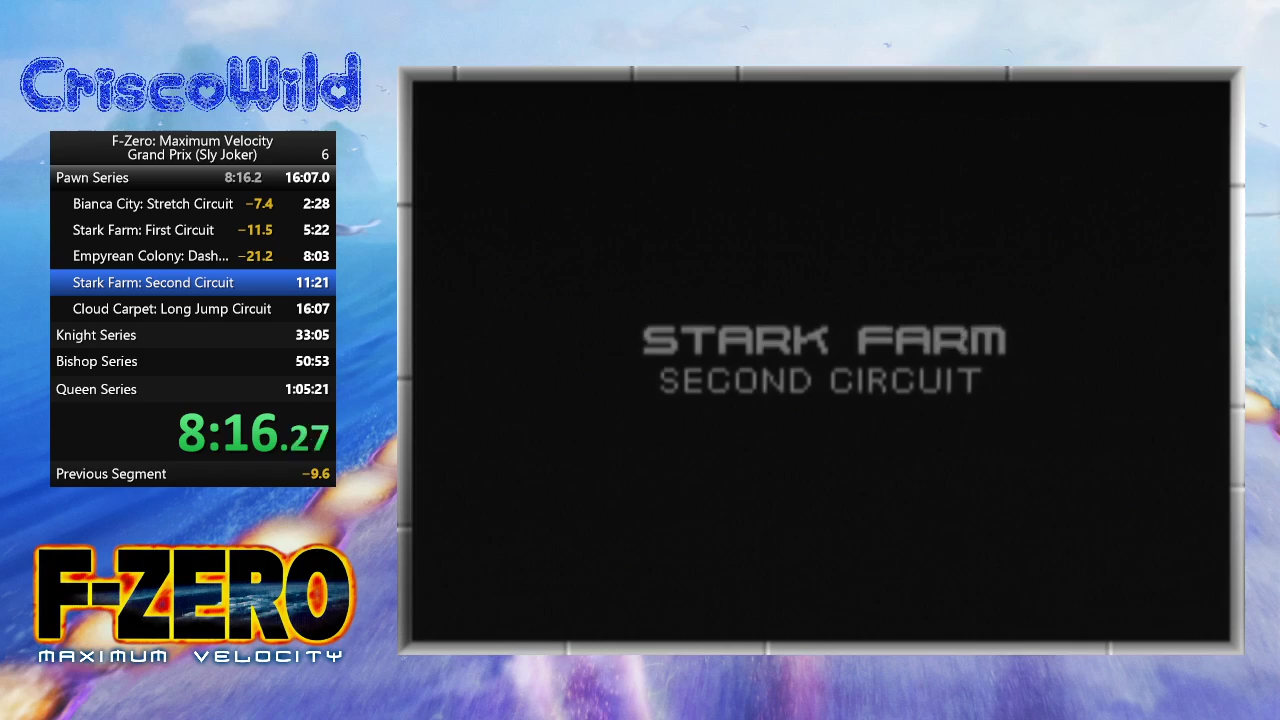 CriscoWild
F-Zero: Maximum Velocity
Grand Prix (Sly Joker) 6
Pawn Series 8:16.2 16:07.0
Bianca City: Stretch Circuit −7.4 2:28
Stark Farm: First Circuit −11.5 5:22
Empyrean Colony: Dash... −21.2 8:03
Stark Farm: Second Circuit 11:21
Cloud Carpet: Long Jump Circuit 16:07
Knight Series 33:05
Bishop Series 50:53
Queen Series 1:05:21
8:16.27
Previous Segment −9.6
F-ZERO
MAXIMUM VELOCITY
STARK FARM
SECOND CIRCUIT